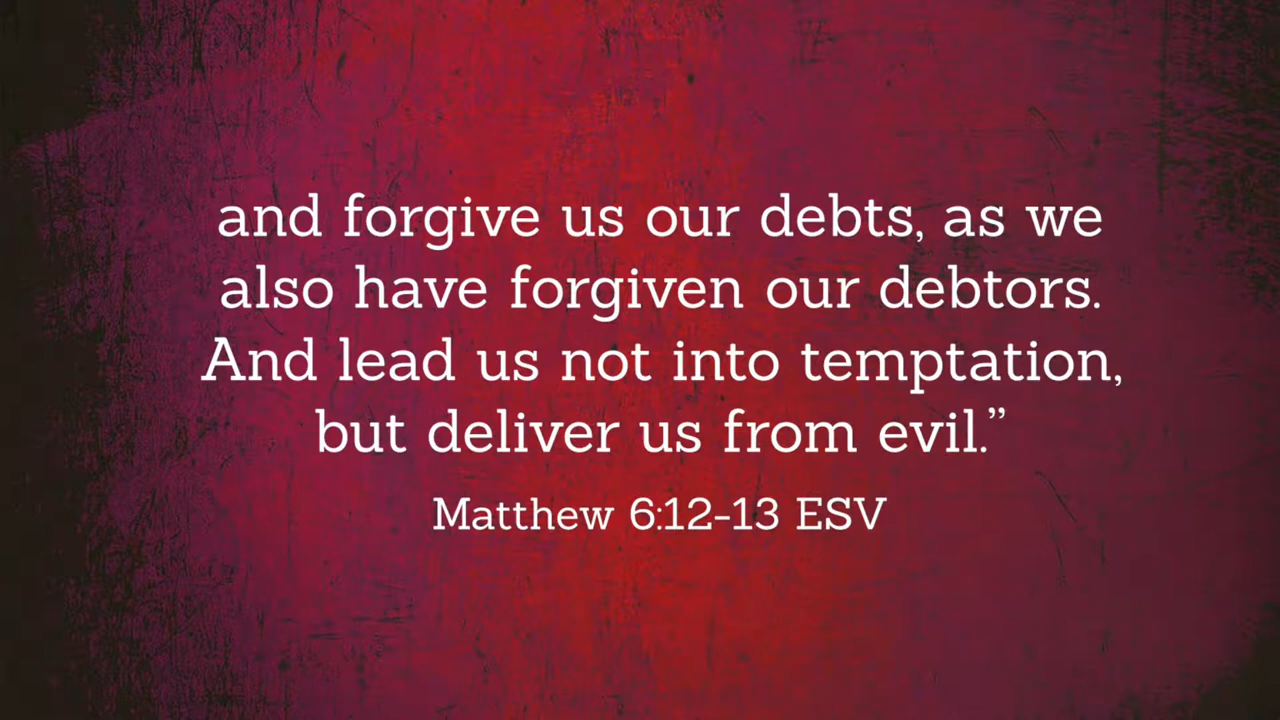 and forgive us our debts, as we
also have forgiven our debtors.
And lead us not into temptation,
but deliver us from evil.”
Matthew 6:12-13 ESV